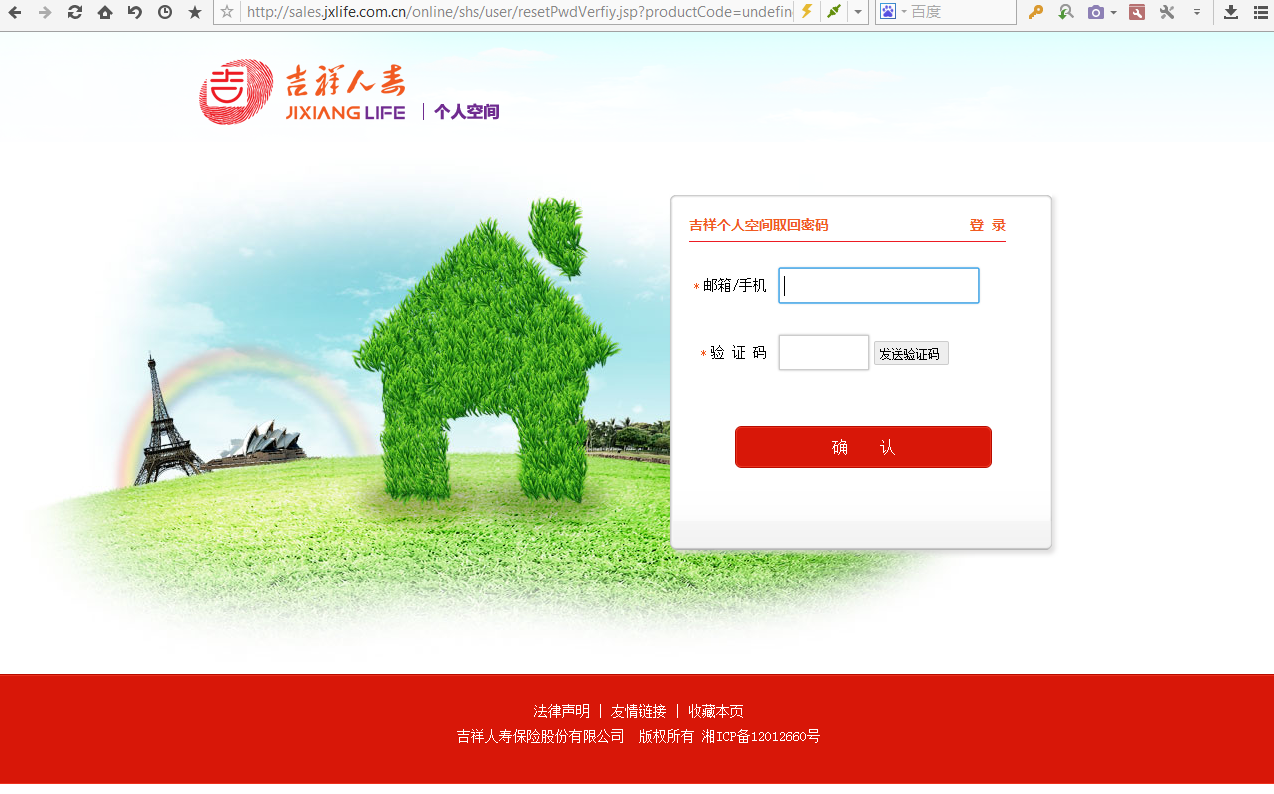 http://sales.jxlife.com.cn/online/shs/user/resetPwdVerfiy.jsp?productCode=undefin
百度
吉祥人寿
JIXIANG LIFE
个人空间
吉祥个人空间取回密码 登 录
*邮箱/手机
*验 证 码 发送验证码
确 认
法律声明 | 友情链接 | 收藏本页
吉祥人寿保险股份有限公司 版权所有 湘ICP备12012660号